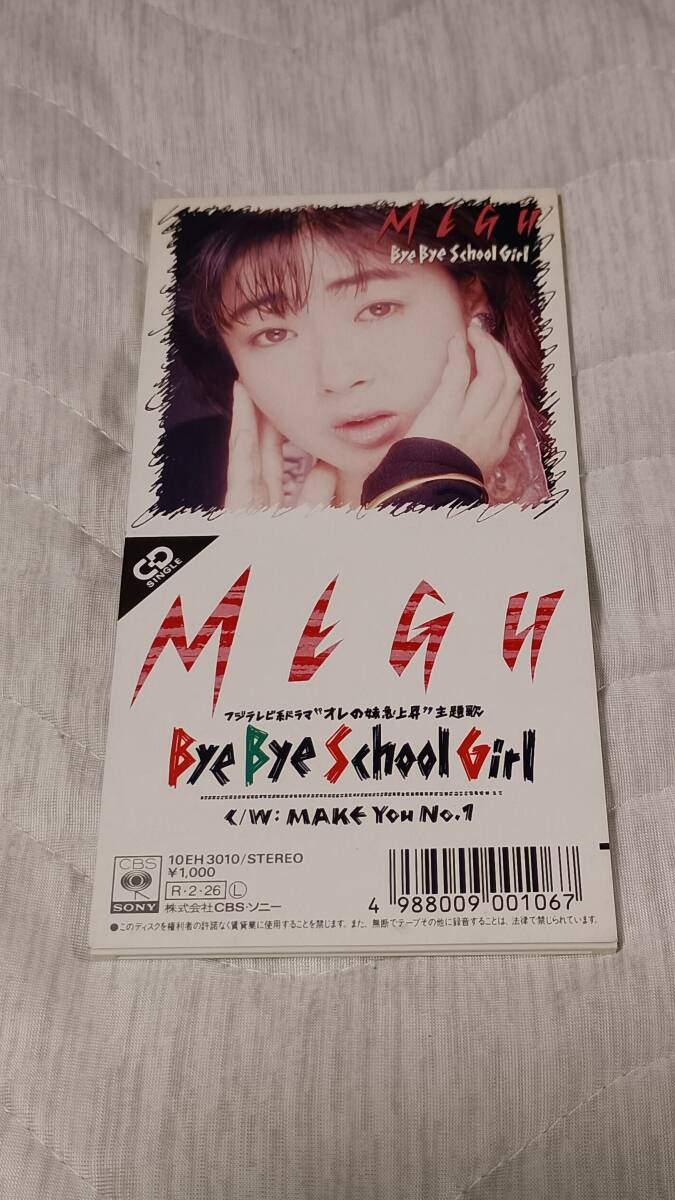 MEGU
Bye Bye School Girl
CD
SINGLE
MEGU
フジテレビ系ドラマ“オレの妹急上昇”主題歌
Bye Bye School Girl
C/W: MAKE YOU No.1
CBS
SONY
10EH 3010/STEREO
¥1,000
R・2・26 Ⓛ
株式会社CBS・ソニー
4 988009 001067
●このディスクを権利者の許諾なく賃貸業に使用することを禁じます。また、無断でテープその他に録音することは、法律で禁じられています。